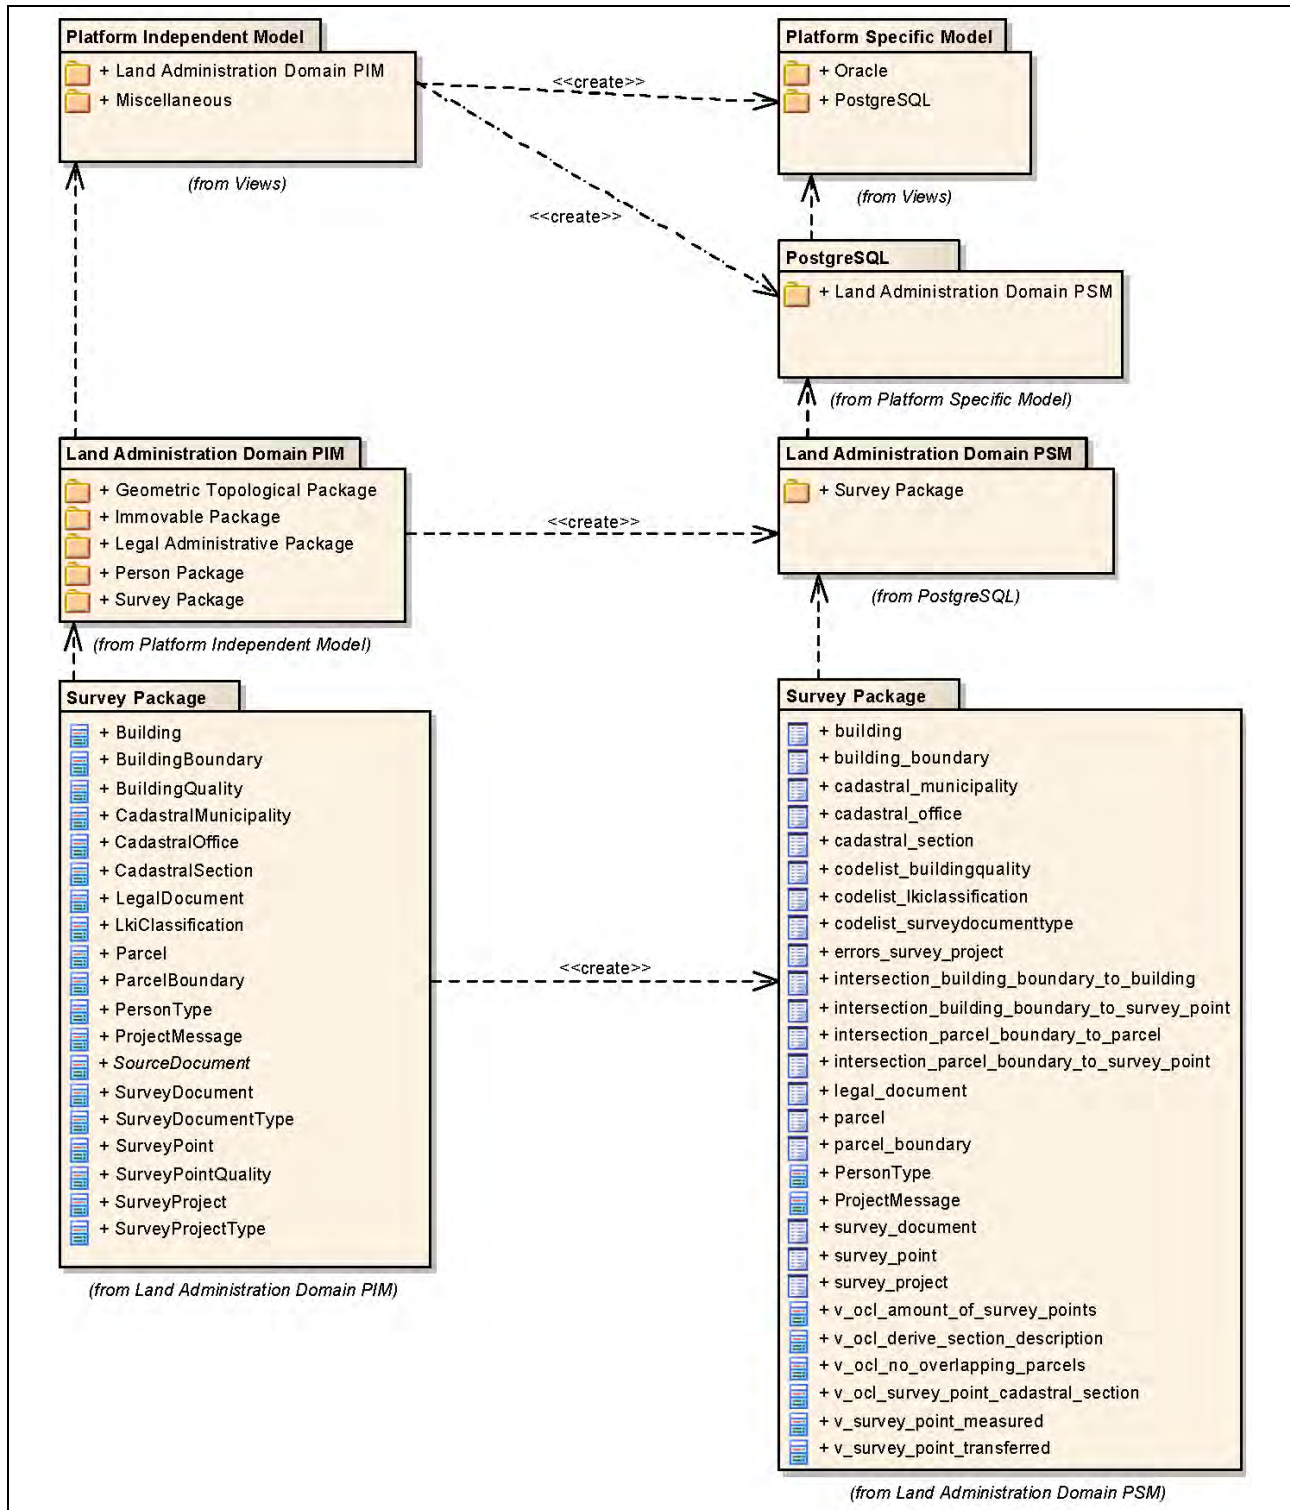 Platform Independent Model
+ Land Administration Domain PIM
+ Miscellaneous
(from Views)
<<create>>
<<create>>
Platform Specific Model
+ Oracle
+ PostgreSQL
(from Views)
PostgreSQL
+ Land Administration Domain PSM
(from Platform Specific Model)
Land Administration Domain PIM
+ Geometric Topological Package
+ Immovable Package
+ Legal Administrative Package
+ Person Package
+ Survey Package
(from Platform Independent Model)
<<create>>
Land Administration Domain PSM
+ Survey Package
(from PostgreSQL)
Survey Package
+ Building
+ BuildingBoundary
+ BuildingQuality
+ CadastralMunicipality
+ CadastralOffice
+ CadastralSection
+ LegalDocument
+ LkiClassification
+ Parcel
+ ParcelBoundary
+ PersonType
+ ProjectMessage
+ SourceDocument
+ SurveyDocument
+ SurveyDocumentType
+ SurveyPoint
+ SurveyPointQuality
+ SurveyProject
+ SurveyProjectType
(from Land Administration Domain PIM)
<<create>>
Survey Package
+ building
+ building_boundary
+ cadastral_municipality
+ cadastral_office
+ cadastral_section
+ codelist_buildingquality
+ codelist_lkiclassification
+ codelist_surveydocumenttype
+ errors_survey_project
+ intersection_building_boundary_to_building
+ intersection_building_boundary_to_survey_point
+ intersection_parcel_boundary_to_parcel
+ intersection_parcel_boundary_to_survey_point
+ legal_document
+ parcel
+ parcel_boundary
+ PersonType
+ ProjectMessage
+ survey_document
+ survey_point
+ survey_project
+ v_ocl_amount_of_survey_points
+ v_ocl_derive_section_description
+ v_ocl_no_overlapping_parcels
+ v_ocl_survey_point_cadastral_section
+ v_survey_point_measured
+ v_survey_point_transferred
(from Land Administration Domain PSM)